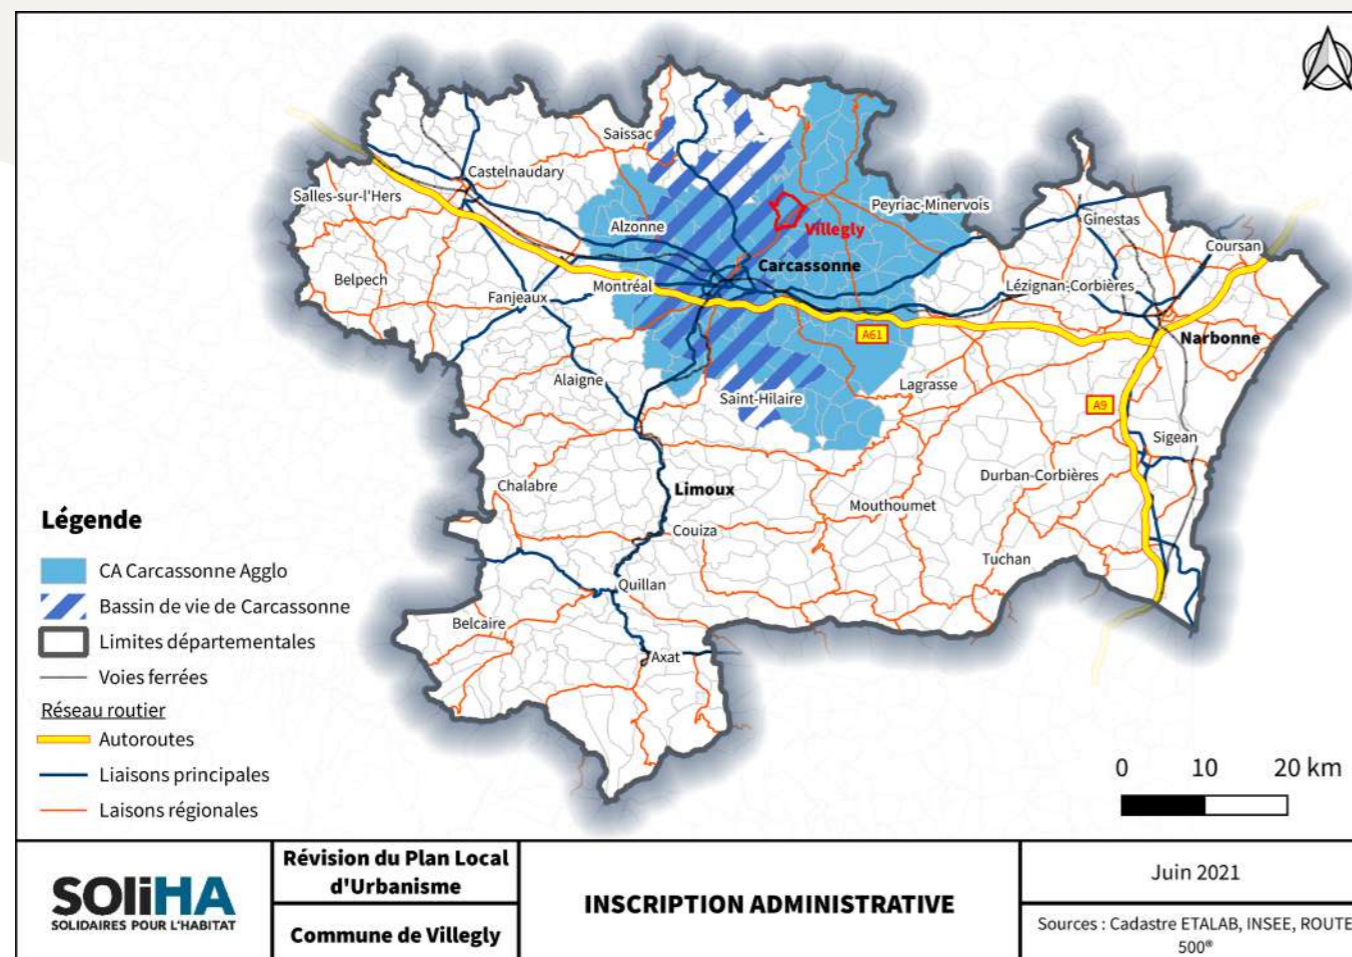 Saissac
Castelnaudary
Salles-sur-l'Hers
Peyriac-Minervois
Ginestas
Alzonne
Villegly
Coursan
Carcassonne
Belpech
Montréal
Lézignan-Corbières
Fanjeaux
A61
Narbonne
Alaigne
Lagrasse
Saint-Hilaire
A9
Sigean
Durban-Corbières
Chalabre
Limoux
Mouthoumet
Couiza
Tuchan
Quillan
Belcaire
Axat
Légende
CA Carcassonne Agglo
Bassin de vie de Carcassonne
Limites départementales
Voies ferrées
Réseau routier
Autoroutes
Liaisons principales
Laisons régionales
0 10 20 km
SOLiHA
SOLIDAIRES POUR L'HABITAT
Révision du Plan Local
d'Urbanisme
Commune de Villegly
INSCRIPTION ADMINISTRATIVE
Juin 2021
Sources : Cadastre ETALAB, INSEE, ROUTE
500®